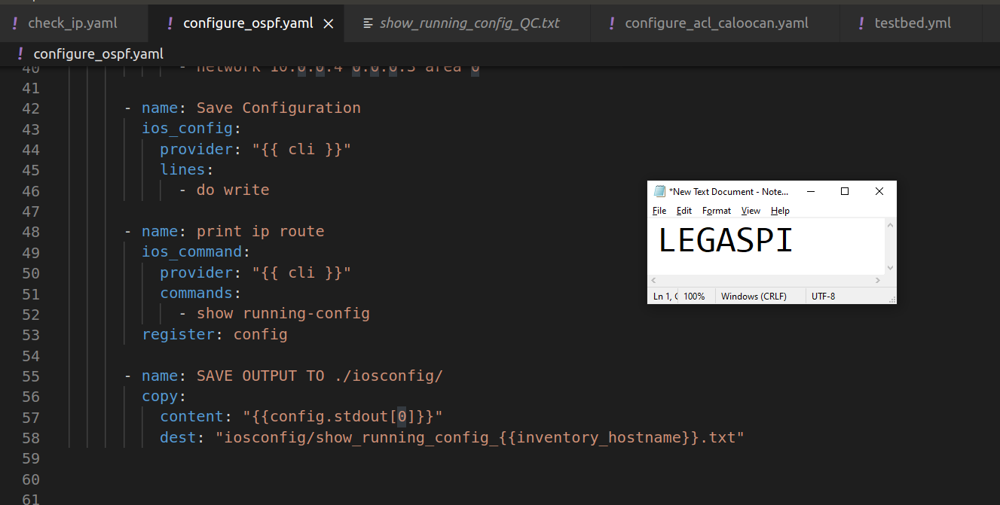 ! check_ip.yaml
! configure_ospf.yaml ×
show_running_config_QC.txt
! configure_acl_caloocan.yaml
! testbed.yml
! configure_ospf.yaml
40 - network 10.0.0.4 0.0.0.3 area 0
41
42 - name: Save Configuration
43 ios_config:
44 provider: "{{ cli }}"
45 lines:
46 - do write
47
48 - name: print ip route
49 ios_command:
50 provider: "{{ cli }}"
51 commands:
52 - show running-config
53 register: config
54
55 - name: SAVE OUTPUT TO ./iosconfig/
56 copy:
57 content: "{{config.stdout[0]}}"
58 dest: "iosconfig/show_running_config_{{inventory_hostname}}.txt"
59
60
61
*New Text Document - Note...
File Edit Format View Help
LEGASPI
Ln 1, C 100% Windows (CRLF) UTF-8